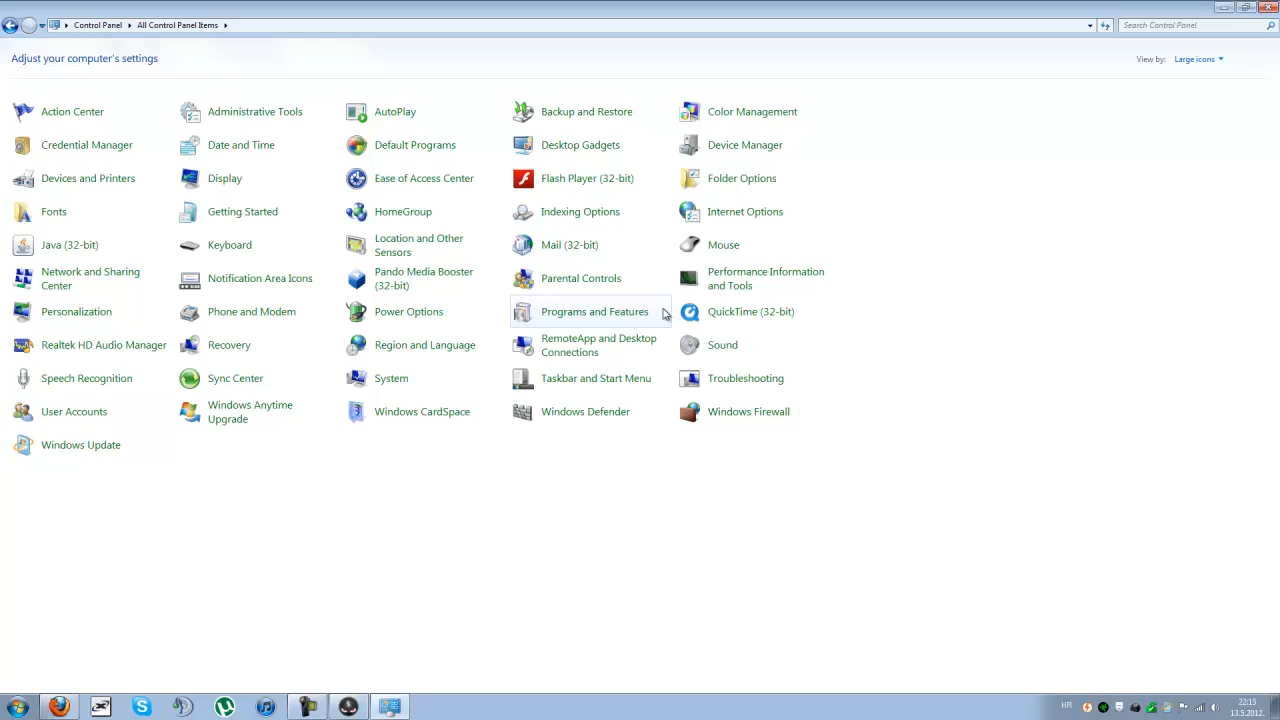 Control Panel All Control Panel Items Search Control Panel
Adjust your computer's settings View by: Large icons
Action Center Administrative Tools AutoPlay Backup and Restore Color Management
Credential Manager Date and Time Default Programs Desktop Gadgets Device Manager
Devices and Printers Display Ease of Access Center Flash Player (32-bit) Folder Options
Fonts Getting Started HomeGroup Indexing Options Internet Options
Java (32-bit) Keyboard Location and Other Mail (32-bit) Mouse
Sensors
Network and Sharing Notification Area Icons Pando Media Booster Parental Controls Performance Information
Center (32-bit) and Tools
Personalization Phone and Modem Power Options Programs and Features QuickTime (32-bit)
Realtek HD Audio Manager Recovery Region and Language RemoteApp and Desktop Sound
Connections
Speech Recognition Sync Center System Taskbar and Start Menu Troubleshooting
User Accounts Windows Anytime Windows CardSpace Windows Defender Windows Firewall
Upgrade
Windows Update
HR 22:15
13.5.2012.